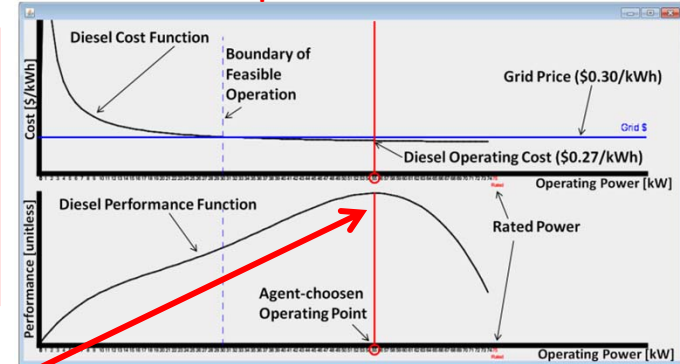 Diesel Cost Function
Boundary of
Feasible
Operation
Grid Price ($0.30/kWh)
Cost [$/kWh]
Grid $
Diesel Operating Cost ($0.27/kWh)
Operating Power [kW]
Diesel Performance Function
Rated Power
Performance [unitless]
Agent-choosen
Operating Point
Operating Power [kW]